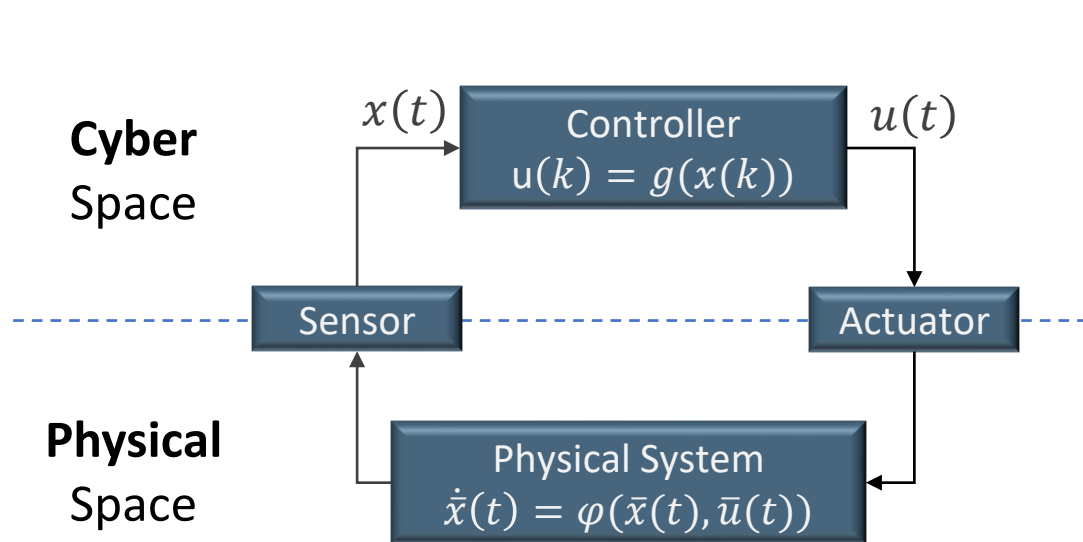 Cyber
Space
x(t)
Controller
u(k) = g(x(k))
u(t)
Sensor
Actuator
Physical
Space
Physical System
ẋ̄(t) = φ(x̄(t), ū(t))